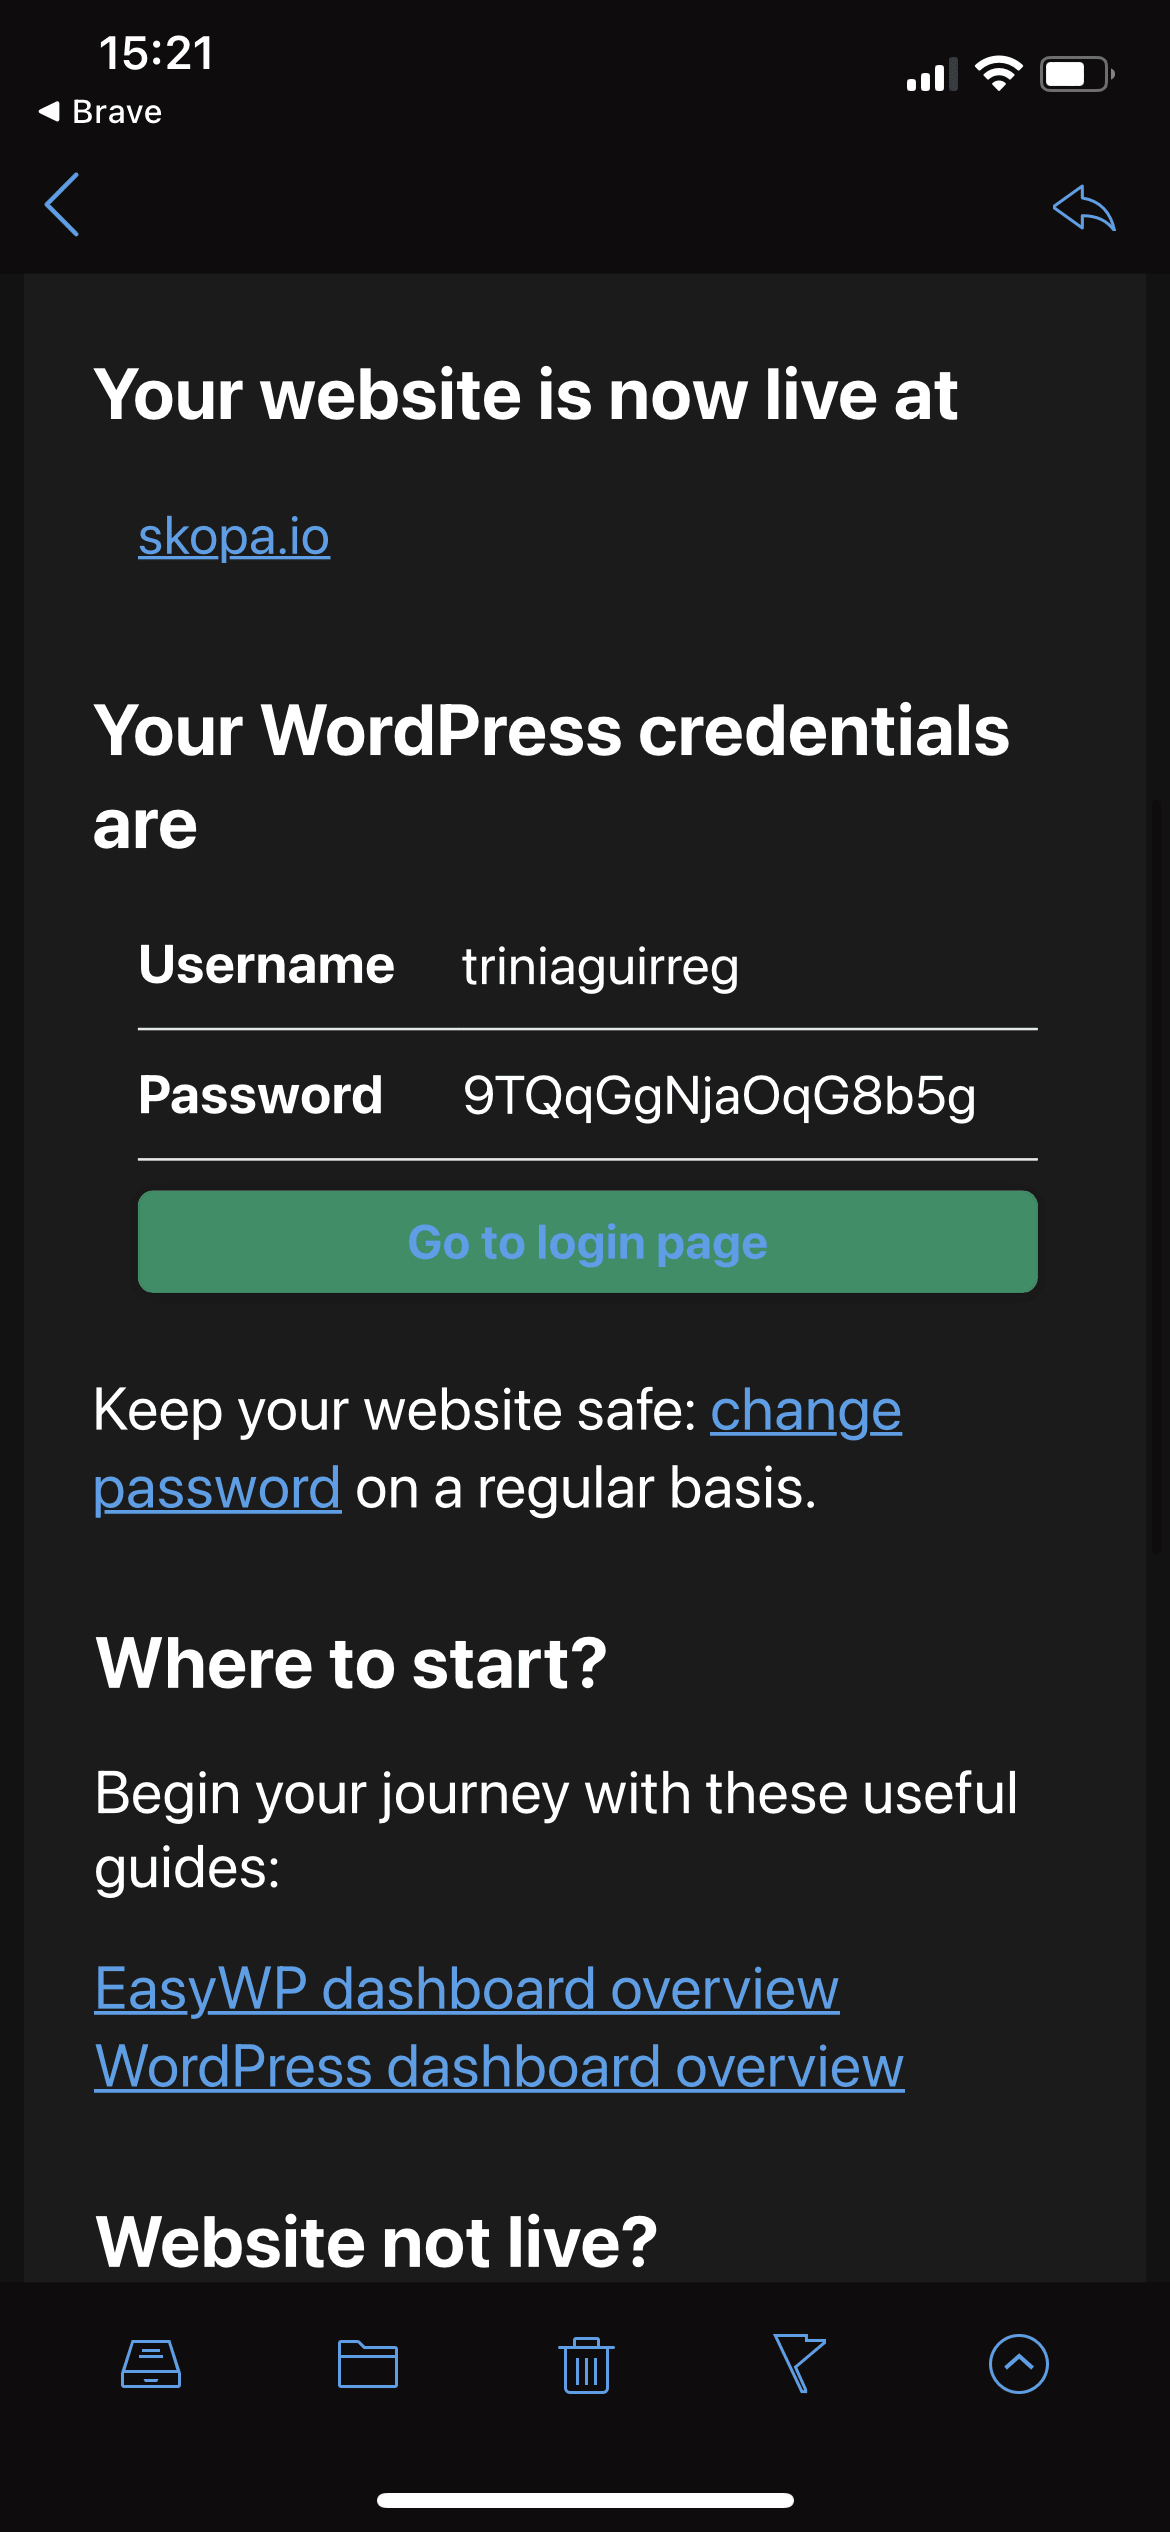 15:21
Brave
Your website is now live at
skopa.io
Your WordPress credentials
are
Username triniaguirreg
Password 9TQqGgNjaOqG8b5g
Go to login page
Keep your website safe: change
password on a regular basis.
Where to start?
Begin your journey with these useful
guides:
EasyWP dashboard overview
WordPress dashboard overview
Website not live?